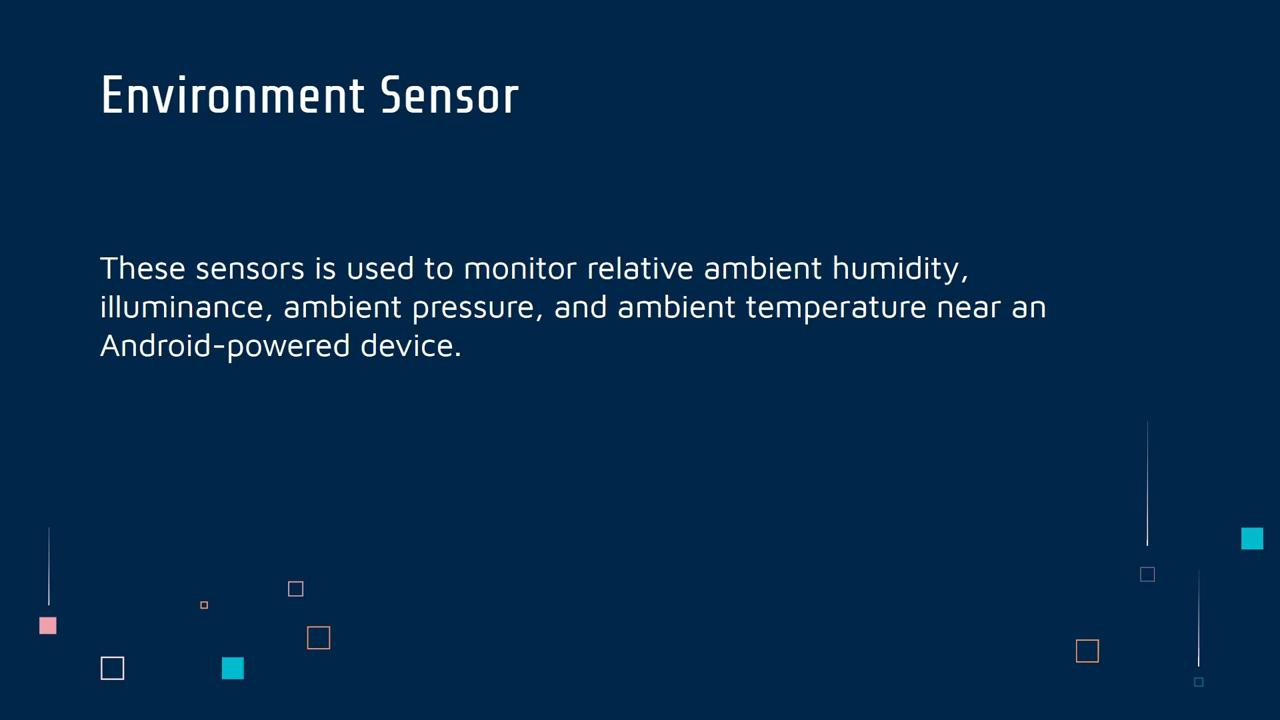 Environment Sensor
These sensors is used to monitor relative ambient humidity,
illuminance, ambient pressure, and ambient temperature near an
Android-powered device.